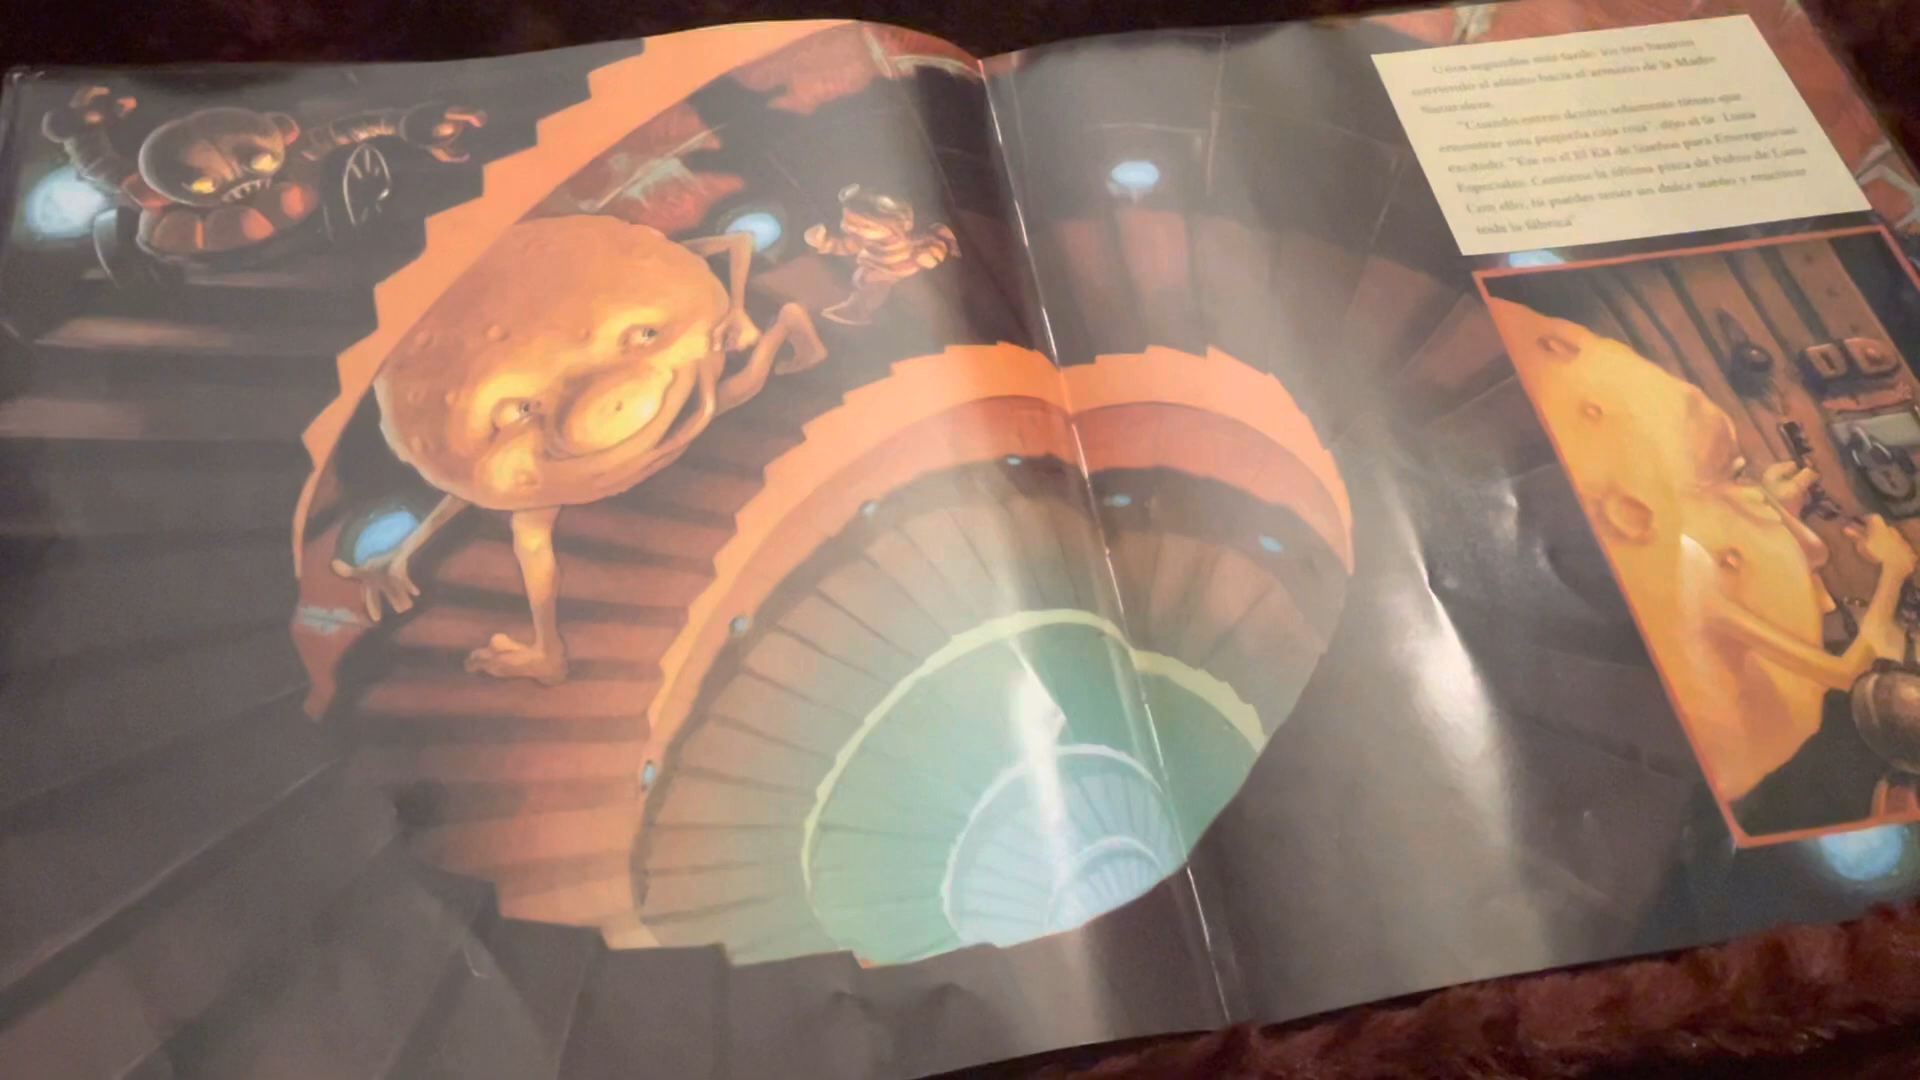 Unos segundos más tarde, los tres bajaron
corriendo al sótano hacia el armario de la Madre
Naturaleza.
"Cuando estén dentro solamente tienes que
encontrar una pequeña caja roja", dijo el Sr. Luna
excitado. "Ese es el El Kit de Sueños para Emergencias
Especiales. Contiene la última pizca de Polvo de Luna.
Con ello, tú puedes tener un dulce sueño y reactivar
toda la fábrica".